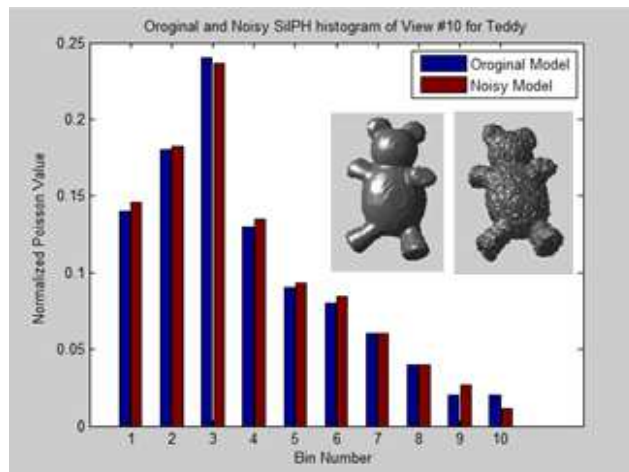 Oroginal and Noisy SilPH histogram of View #10 for Teddy
0.25
0.2
0.15
0.1
0.05
0
Normalized Poisson Value
Oroginal Model
Noisy Model
1 2 3 4 5 6 7 8 9 10
Bin Number